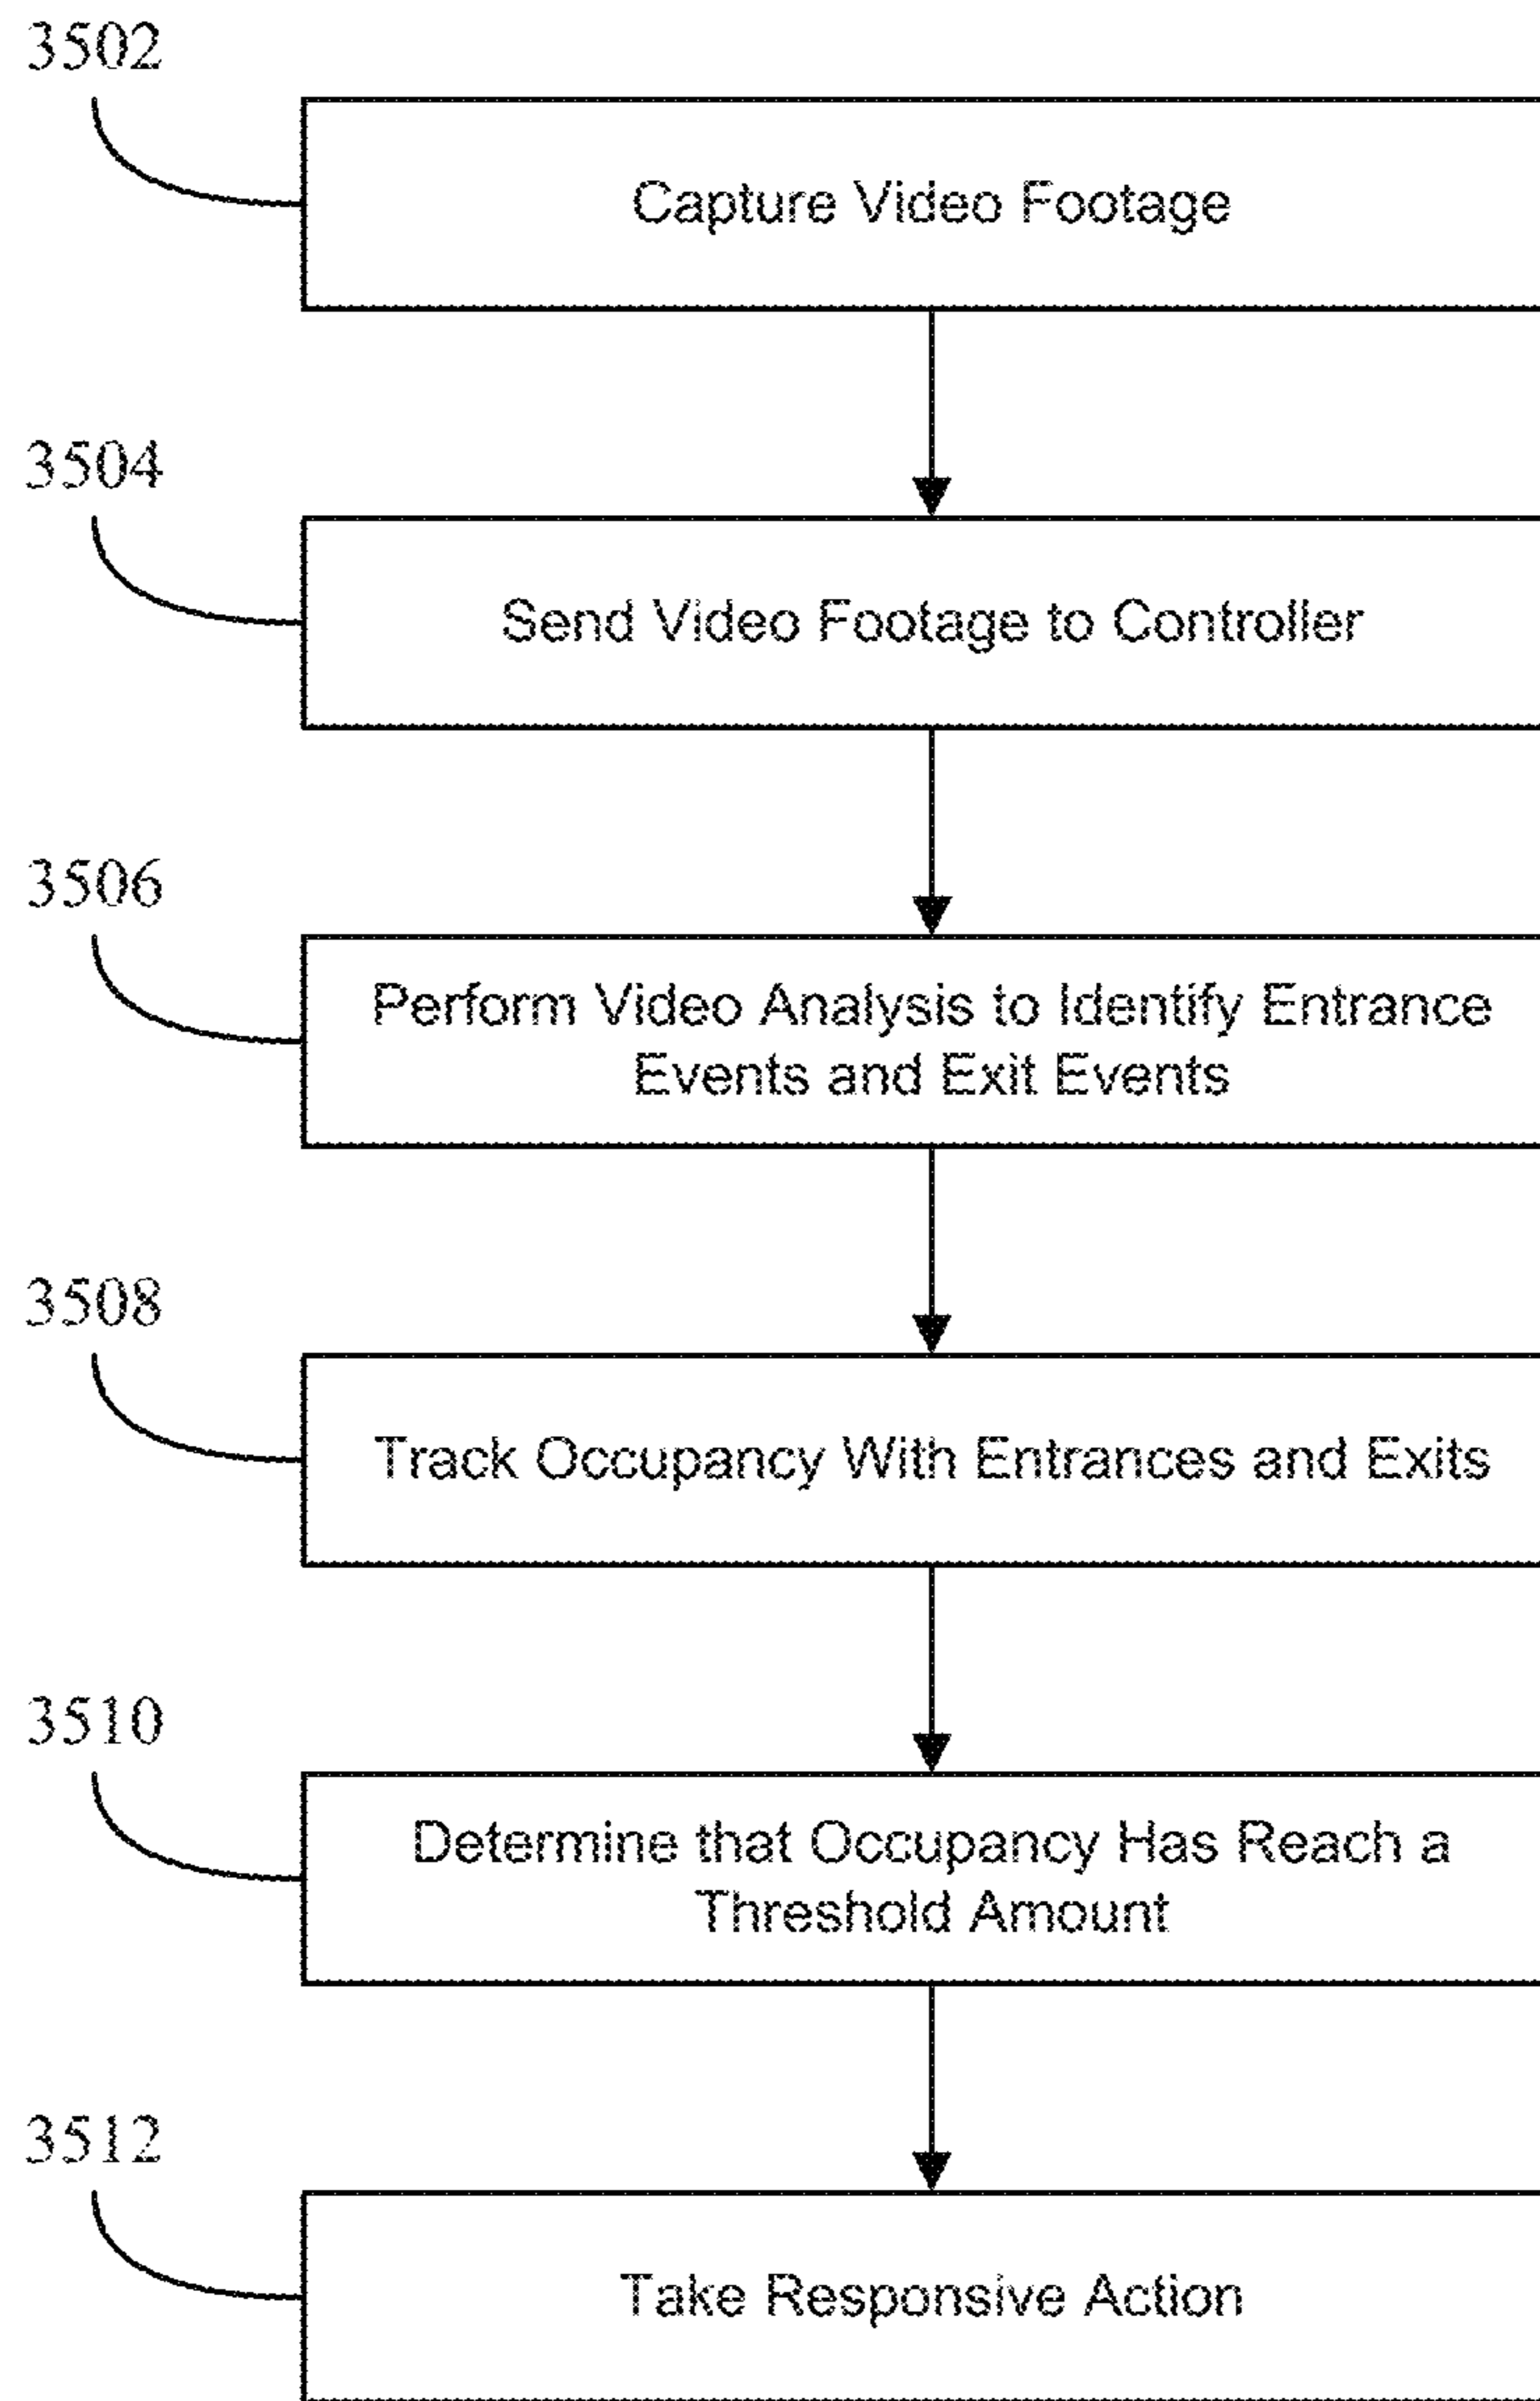 3502
Capture Video Footage
3504
Send Video Footage to Controller
3506
Perform Video Analysis to Identify Entrance
Events and Exit Events
3508
Track Occupancy With Entrances and Exits
3510
Determine that Occupancy Has Reach a
Threshold Amount
3512
Take Responsive Action